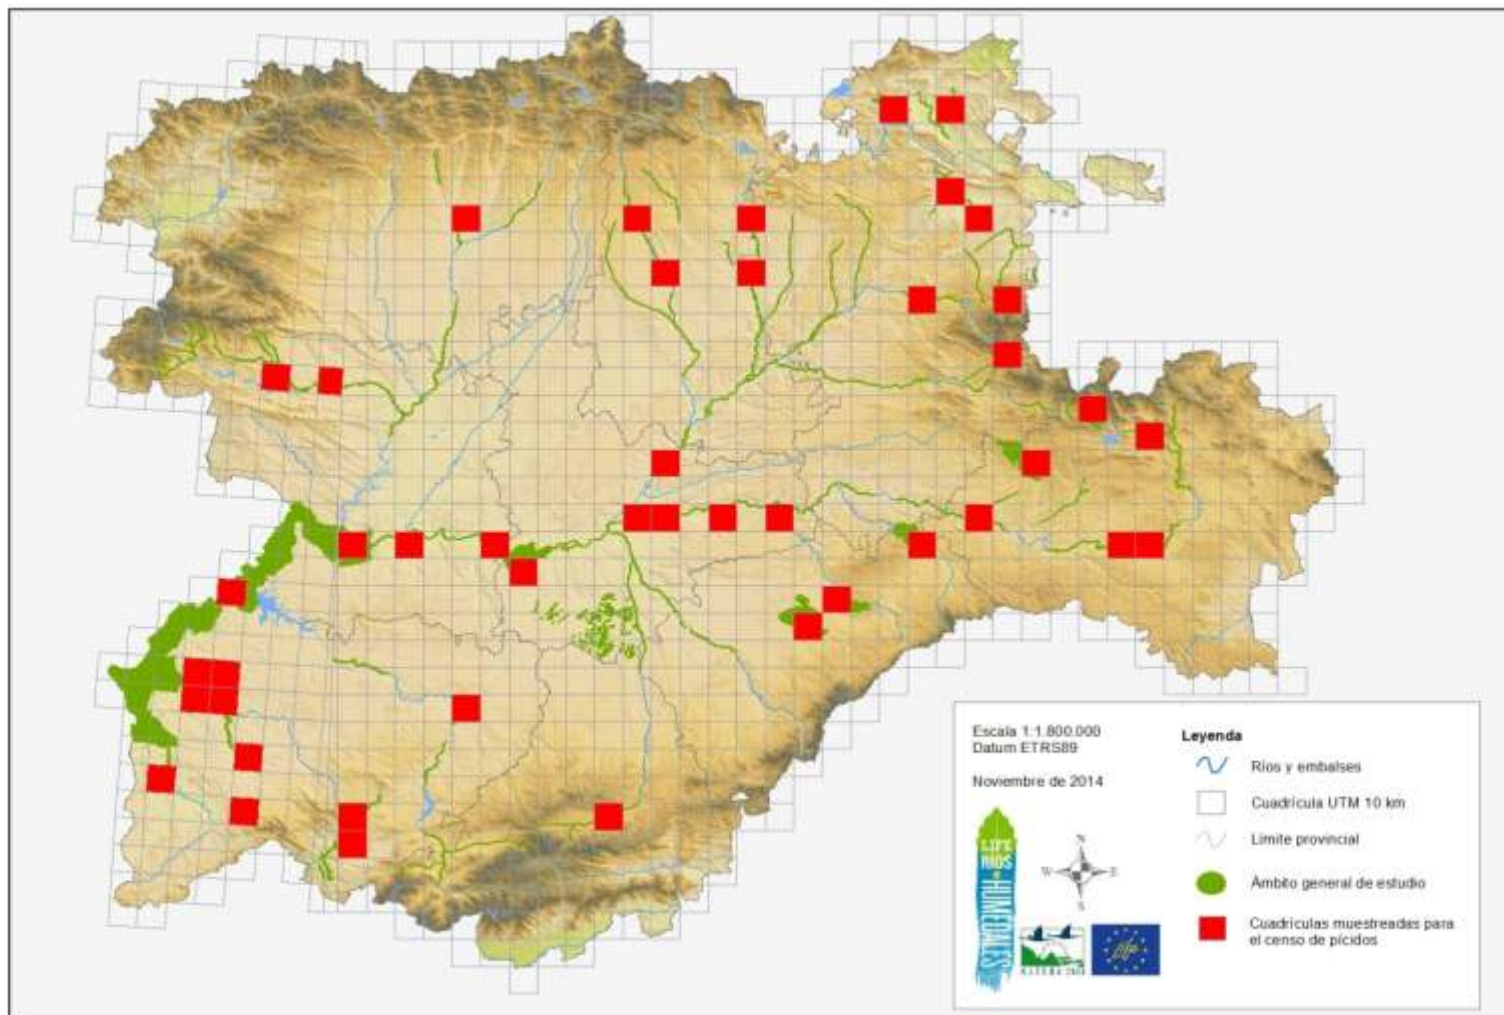 Escala 1:1.800.000
Datum ETRS89
Noviembre de 2014
Leyenda
Ríos y embalses
Cuadrícula UTM 10 km
Límite provincial
Ámbito general de estudio
Cuadrículas muestreadas para
el censo de pícidos
N
W
E
S
LIFE
RÍOS
HUMEDALES
NATURA 2000
Life